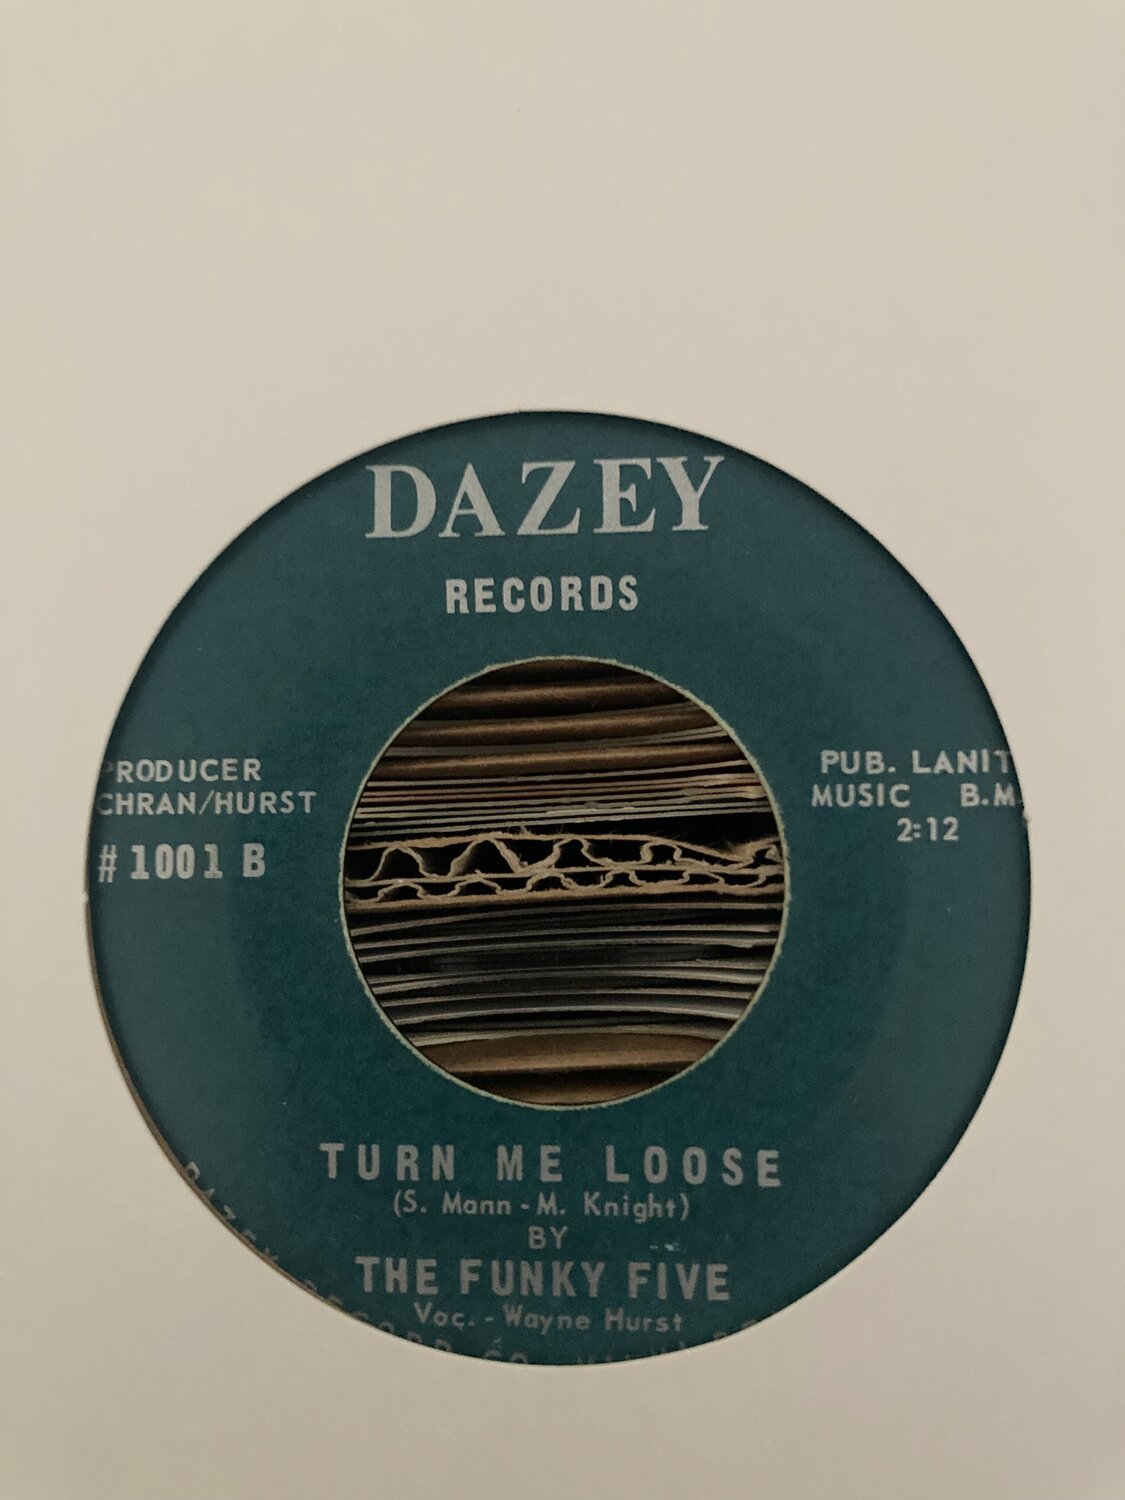 DAZEY
RECORDS
PRODUCER
CHRAN/HURST
#1001 B
PUB. LANIT
MUSIC B.M
2:12
TURN ME LOOSE
(S. Mann - M. Knight)
BY
THE FUNKY FIVE
Voc. - Wayne Hurst